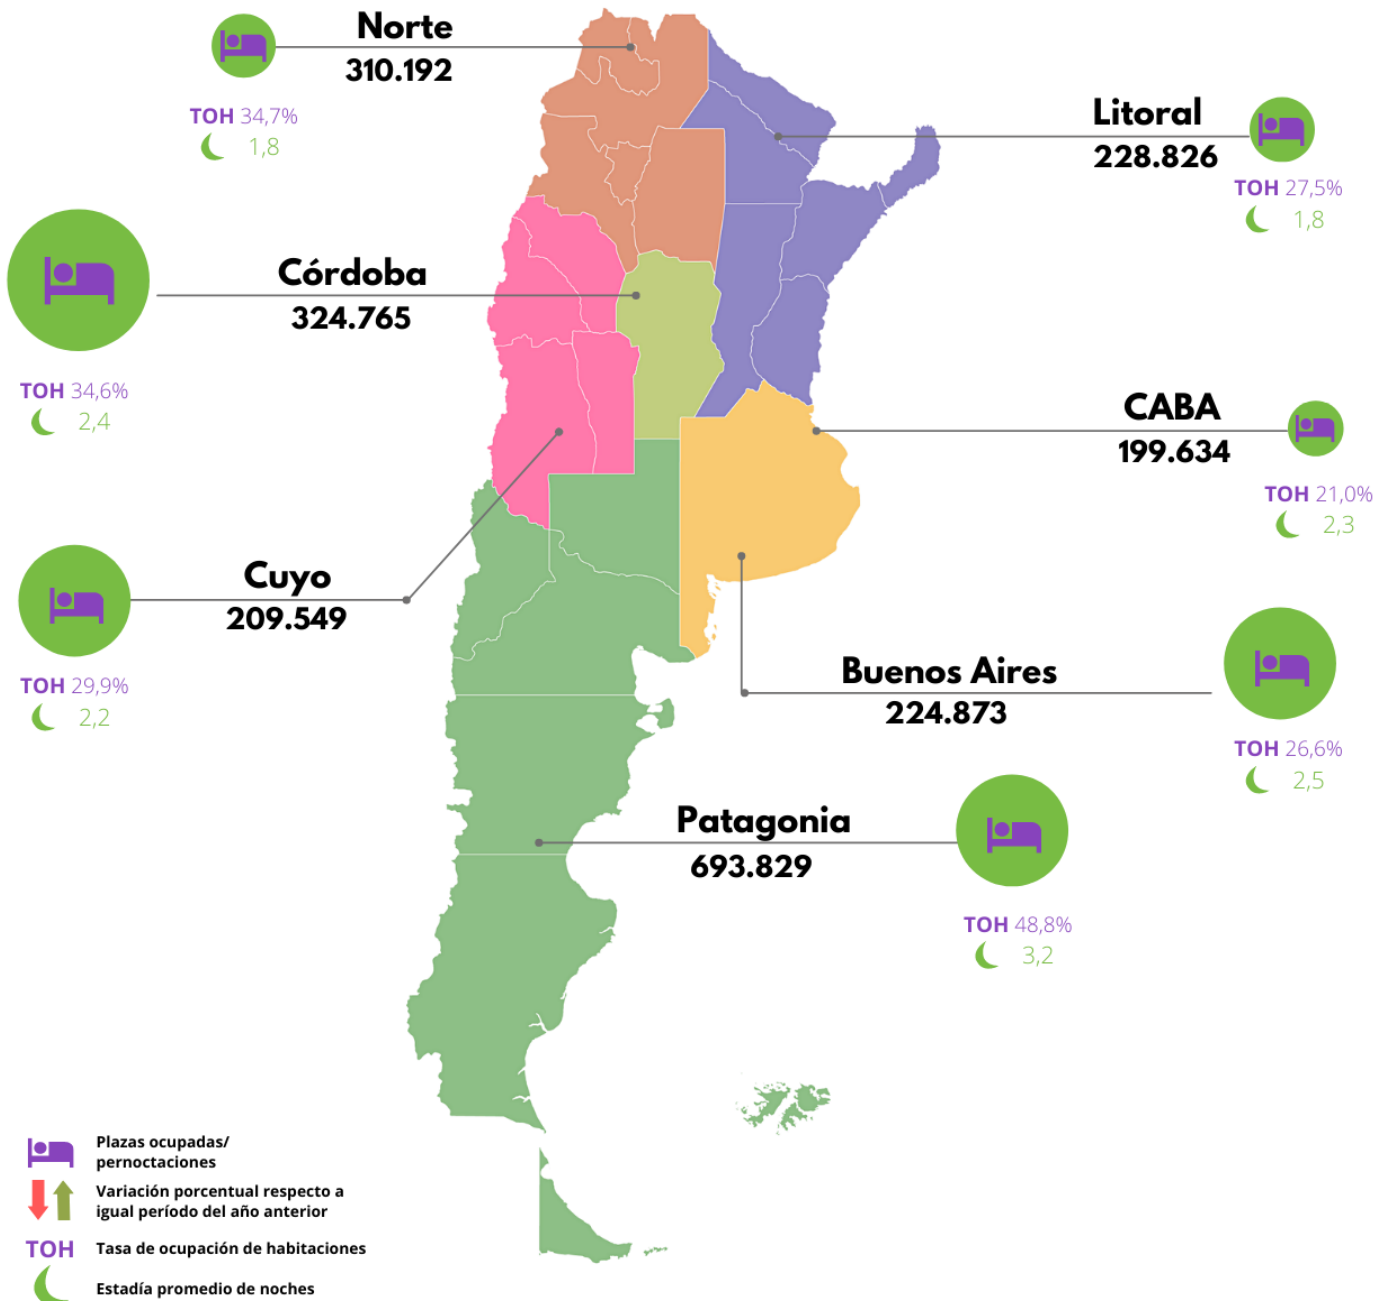 Norte
310.192
TOH 34,7%
1,8
Litoral
228.826
TOH 27,5%
1,8
Córdoba
324.765
TOH 34,6%
2,4
CABA
199.634
TOH 21,0%
2,3
Cuyo
209.549
TOH 29,9%
2,2
Buenos Aires
224.873
TOH 26,6%
2,5
Patagonia
693.829
TOH 48,8%
3,2
Plazas ocupadas/
pernoctaciones
Variación porcentual respecto a
igual período del año anterior
TOH Tasa de ocupación de habitaciones
Estadía promedio de noches